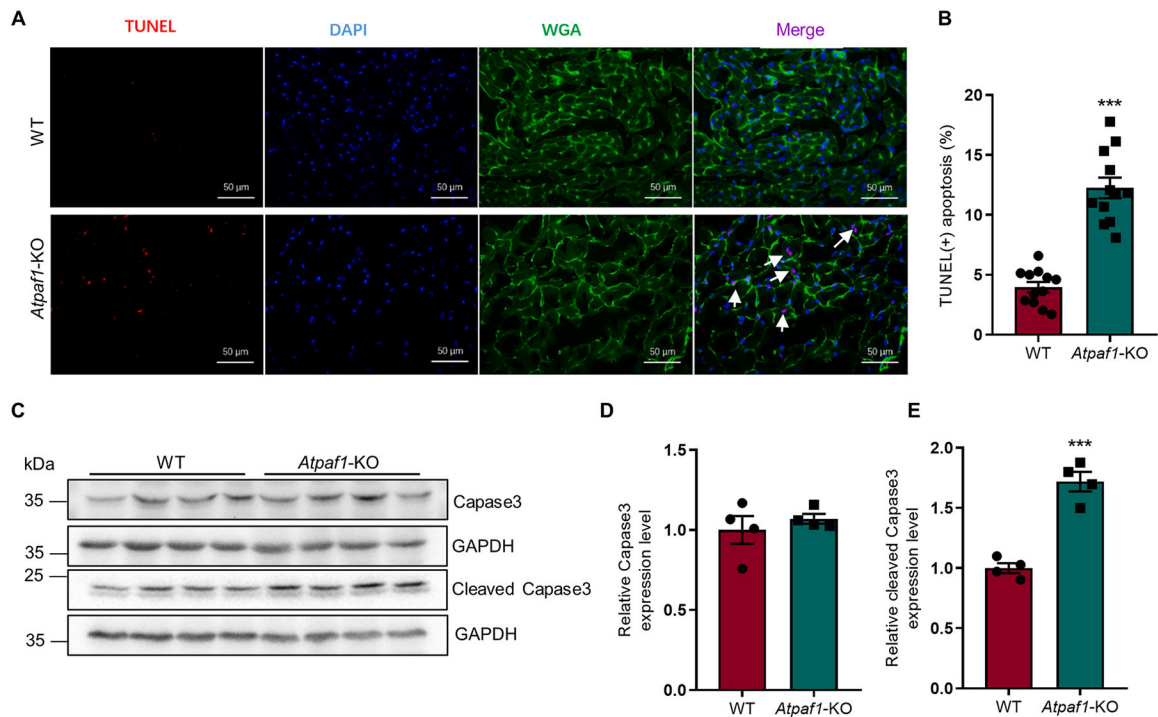 A
TUNEL
DAPI
WGA
Merge
WT
50 µm
50 µm
50 µm
50 µm
Atpaf1-KO
50 µm
50 µm
50 µm
50 µm
B
TUNEL(+) apoptosis (%)
20
15
10
5
0
***
WT
Atpaf1-KO
C
kDa
WT
Atpaf1-KO
35
Capase3
35
GAPDH
25
Cleaved Capase3
35
GAPDH
D
Relative Capase3
expression level
1.5
1.0
0.5
0.0
WT
Atpaf1-KO
E
Relative cleaved Capase3
expression level
2.0
1.5
1.0
0.5
0.0
***
WT
Atpaf1-KO